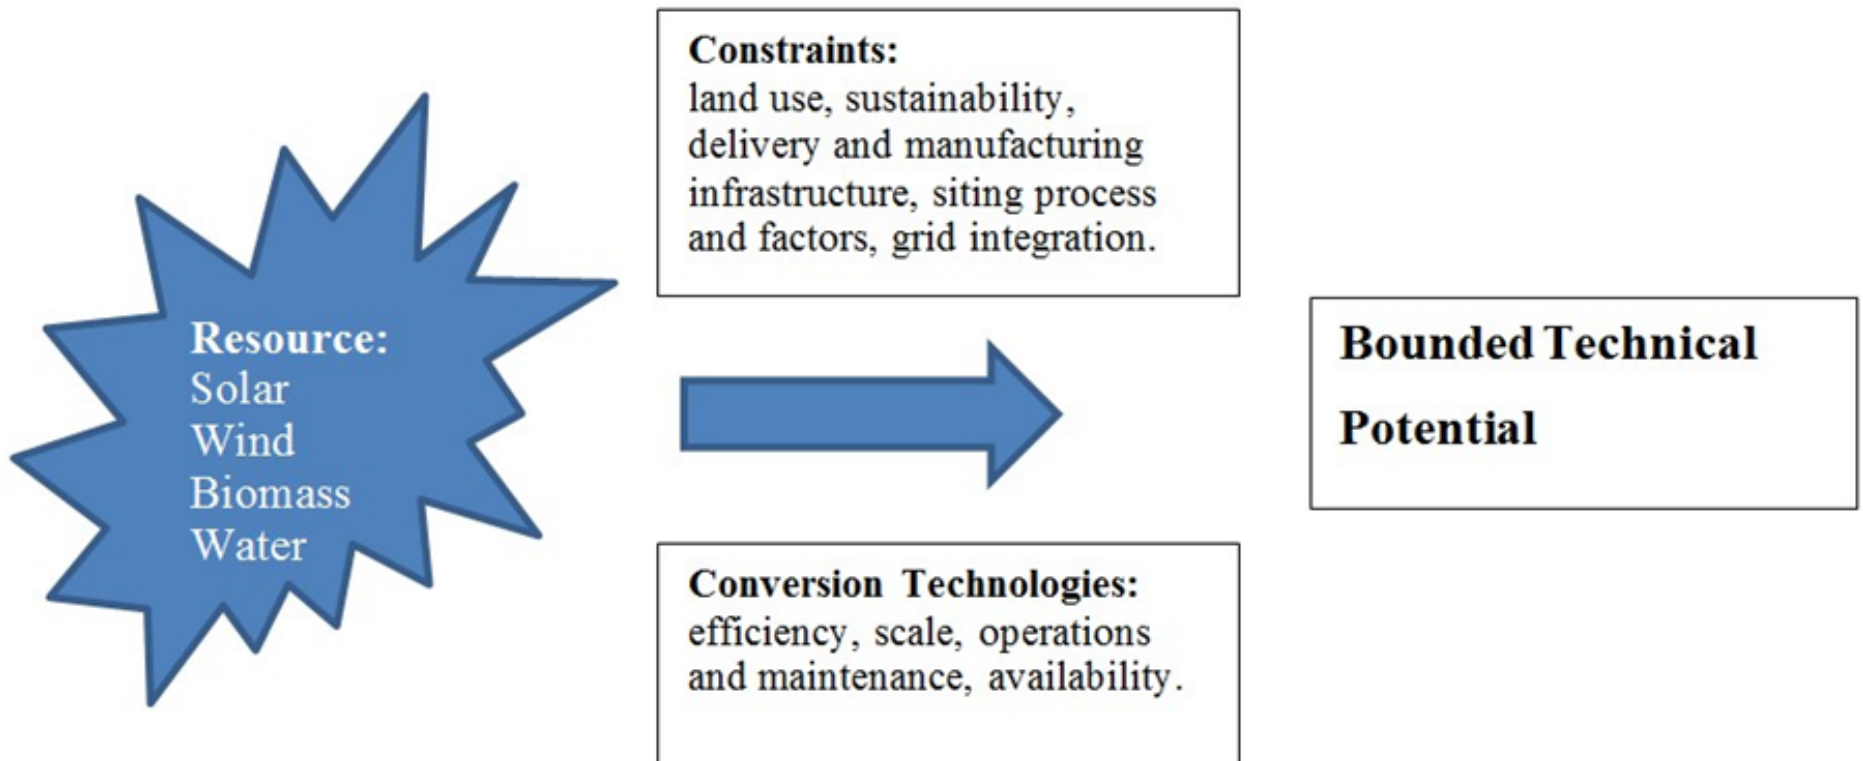 Resource:
Solar
Wind
Biomass
Water
Constraints:
land use, sustainability,
delivery and manufacturing
infrastructure, siting process
and factors, grid integration.
Conversion Technologies:
efficiency, scale, operations
and maintenance, availability.
Bounded Technical
Potential